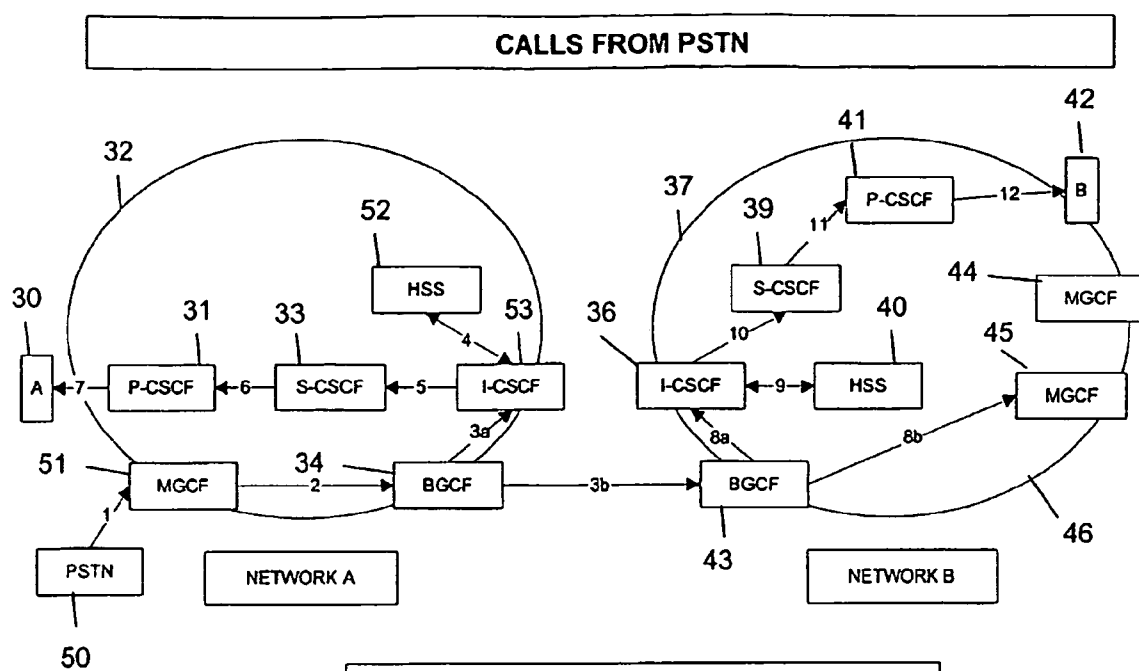 CALLS FROM PSTN
32
41
42
52
37
39
P-CSCF
12
B
11
HSS
S-CSCF
44
30
31
33
4
53
36
10
40
MGCF
45
A
7
P-CSCF
6
S-CSCF
5
I-CSCF
I-CSCF
9
HSS
MGCF
3a
8a
8b
51
34
MGCF
2
BGCF
3b
BGCF
1
43
46
PSTN
NETWORK A
NETWORK B
50